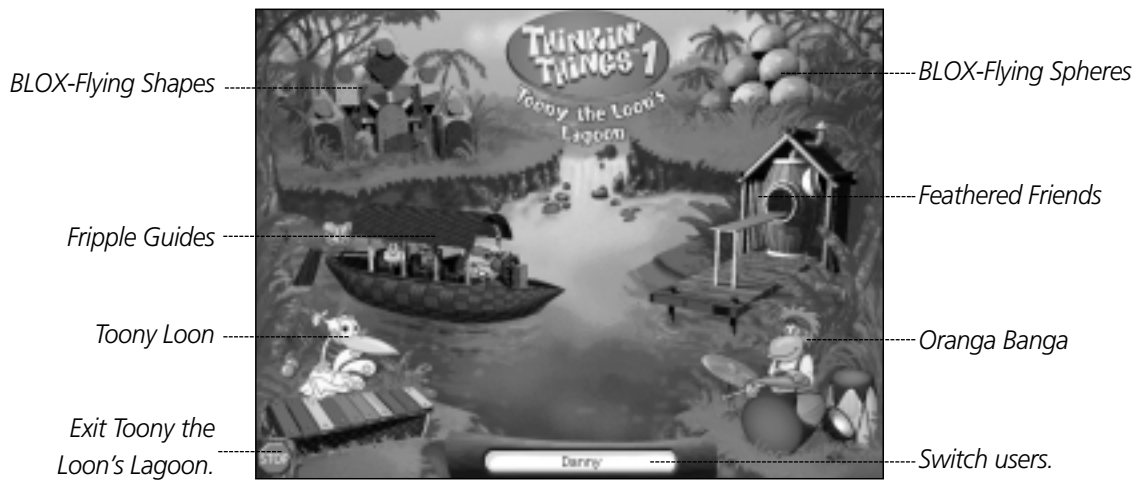 THINKIN'
THINGS 1
Toony the Loon's
Lagoon
BLOX-Flying Shapes
BLOX-Flying Spheres
Feathered Friends
Fripple Guides
Toony Loon
Oranga Banga
Exit Toony the
Loon's Lagoon.
STOP
Danny
Switch users.